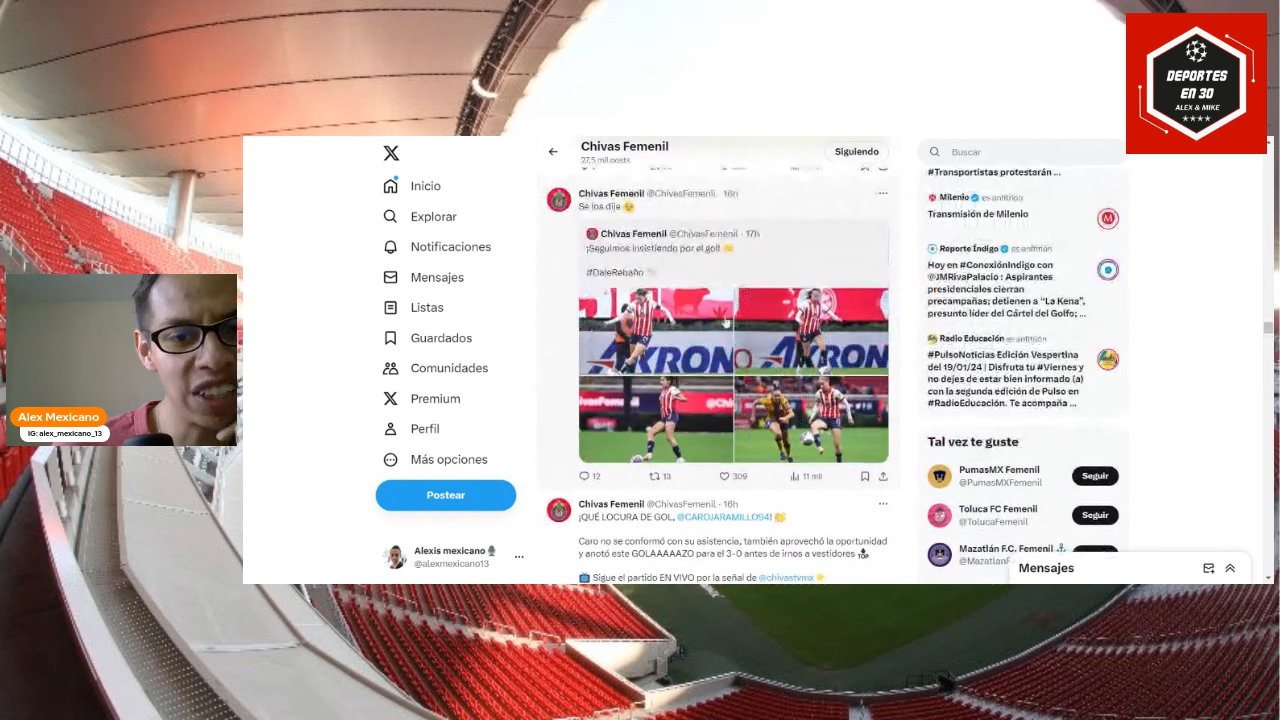 DEPORTES
EN 30
ALEX & MIKE
Alex Mexicano
IG: alex_mexicano_13
Inicio
Explorar
Notificaciones
Mensajes
Listas
Guardados
Comunidades
Premium
Perfil
Más opciones
Postear
Alexis mexicano
@alexmexicano13
Chivas Femenil
27,5 mil posts
Siguiendo
Chivas Femenil @ChivasFemenil · 16h
Se los dije
Chivas Femenil @ChivasFemenil · 17h
¡Seguimos insistiendo por el gol!
#DaleRebaño
AKRON
AKRON
12
13
309
11 mil
Chivas Femenil @ChivasFemenil · 16h
¡QUÉ LOCURA DE GOL, @CAROJARAMILLO94!
Caro no se conformó con su asistencia, también aprovechó la oportunidad
y anotó este GOLAAAAAZO para el 3-0 antes de irnos a vestidores
Sigue el partido EN VIVO por la señal de @chivastvmx
Buscar
#Transportistas protestarán ...
Milenio es anfitrión
Transmisión de Milenio
Reporte Índigo es anfitrión
Hoy en #ConexiónIndigo con
@JMRivaPalacio : Aspirantes
presidenciales cierran
precampañas; detienen a “La Kena”,
presunto líder del Cártel del Golfo; ...
Radio Educación es anfitrión
#PulsoNoticias Edición Vespertina
del 19/01/24 | Disfruta tu #Viernes y
no dejes de estar bien informado (a)
con la segunda edición de Pulso en
#RadioEducación. Te acompaña ...
Tal vez te guste
PumasMX Femenil
@PumasMXFemenil
Seguir
Toluca FC Femenil
@TolucaFemenil
Seguir
Mazatlán F.C. Femenil
Mensajes